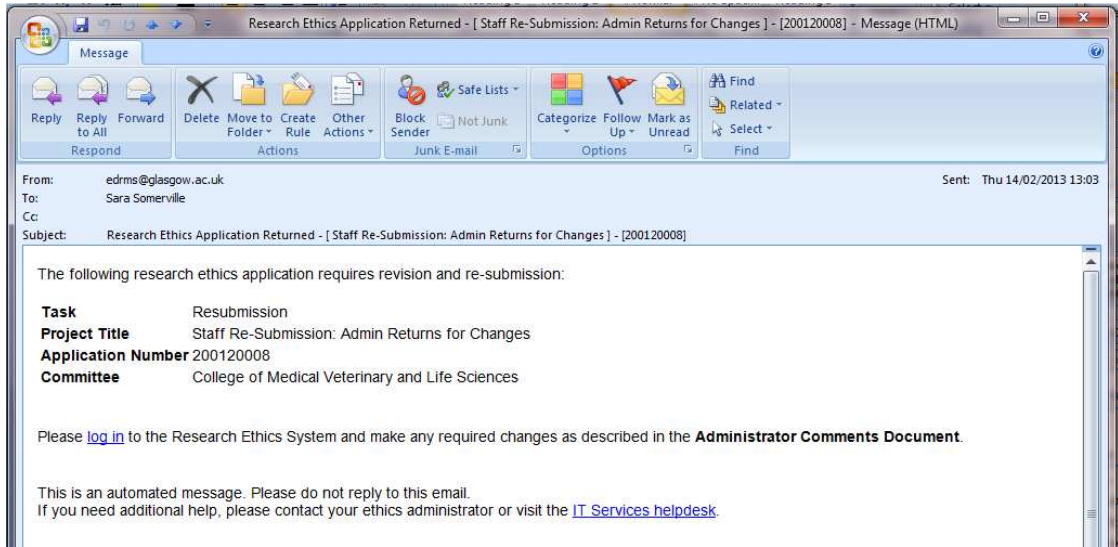 Research Ethics Application Returned - [ Staff Re-Submission: Admin Returns for Changes ] - [200120008] - Message (HTML)
Message
Reply
Reply to All
Forward
Delete
Move to Folder
Create Rule
Other Actions
Block Sender
Safe Lists
Not Junk
Categorize
Follow Up
Mark as Unread
Find
Related
Select
Respond
Actions
Junk E-mail
Options
Find
From: edrms@glasgow.ac.uk
Sent: Thu 14/02/2013 13:03
To: Sara Somerville
Cc:
Subject: Research Ethics Application Returned - [ Staff Re-Submission: Admin Returns for Changes ] - [200120008]
The following research ethics application requires revision and re-submission:
Task Resubmission
Project Title Staff Re-Submission: Admin Returns for Changes
Application Number 200120008
Committee College of Medical Veterinary and Life Sciences
Please log in to the Research Ethics System and make any required changes as described in the Administrator Comments Document.
This is an automated message. Please do not reply to this email.
If you need additional help, please contact your ethics administrator or visit the IT Services helpdesk.